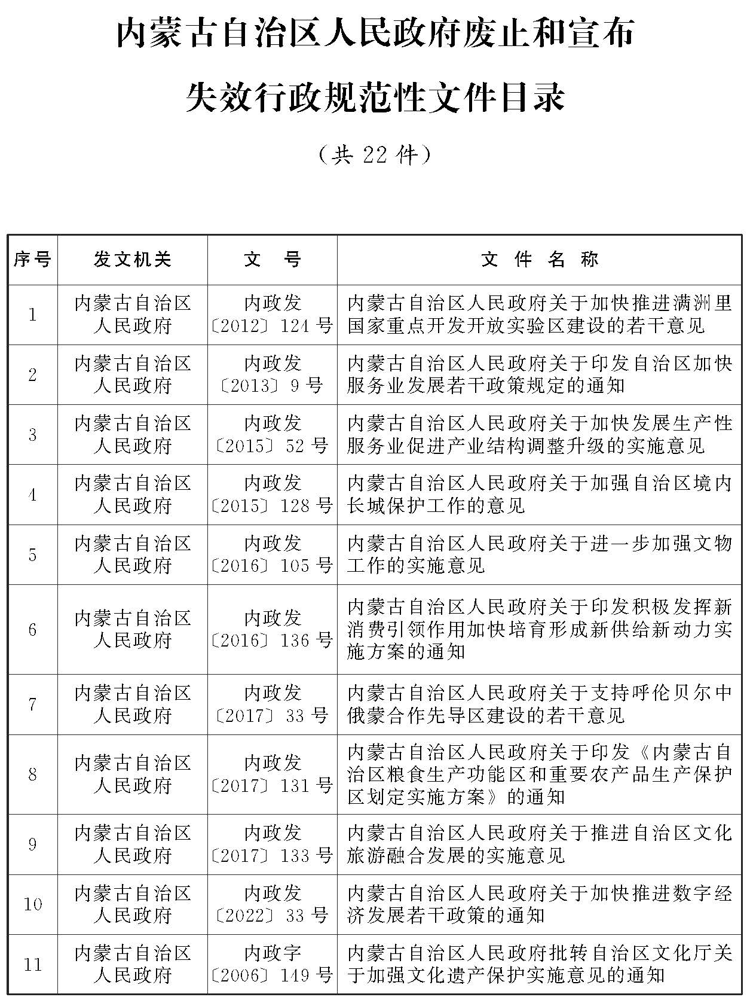 内蒙古自治区人民政府废止和宣布
失效行政规范性文件目录
（共 22 件）
序号 发文机关 文 号 文 件 名 称
1 内蒙古自治区 人民政府 内政发 〔2012〕124 号 内蒙古自治区人民政府关于加快推进满洲里
国家重点开发开放实验区建设的若干意见
2 内蒙古自治区 人民政府 内政发 〔2013〕9 号 内蒙古自治区人民政府关于印发自治区加快
服务业发展若干政策规定的通知
3 内蒙古自治区 人民政府 内政发 〔2015〕52 号 内蒙古自治区人民政府关于加快发展生产性
服务业促进产业结构调整升级的实施意见
4 内蒙古自治区 人民政府 内政发 〔2015〕128 号 内蒙古自治区人民政府关于加强自治区境内
长城保护工作的意见
5 内蒙古自治区 人民政府 内政发 〔2016〕105 号 内蒙古自治区人民政府关于进一步加强文物
工作的实施意见
6 内蒙古自治区 人民政府 内政发 〔2016〕136 号 内蒙古自治区人民政府关于印发积极发挥新
消费引领作用加快培育形成新供给新动力实
施方案的通知
7 内蒙古自治区 人民政府 内政发 〔2017〕33 号 内蒙古自治区人民政府关于支持呼伦贝尔中
俄蒙合作先导区建设的若干意见
8 内蒙古自治区 人民政府 内政发 〔2017〕131 号 内蒙古自治区人民政府关于印发《内蒙古自
治区粮食生产功能区和重要农产品生产保护
区划定实施方案》的通知
9 内蒙古自治区 人民政府 内政发 〔2017〕133 号 内蒙古自治区人民政府关于推进自治区文化
旅游融合发展的实施意见
10 内蒙古自治区 人民政府 内政发 〔2022〕33 号 内蒙古自治区人民政府关于加快推进数字经
济发展若干政策的通知
11 内蒙古自治区 人民政府 内政字 〔2006〕149 号 内蒙古自治区人民政府批转自治区文化厅关
于加强文化遗产保护实施意见的通知